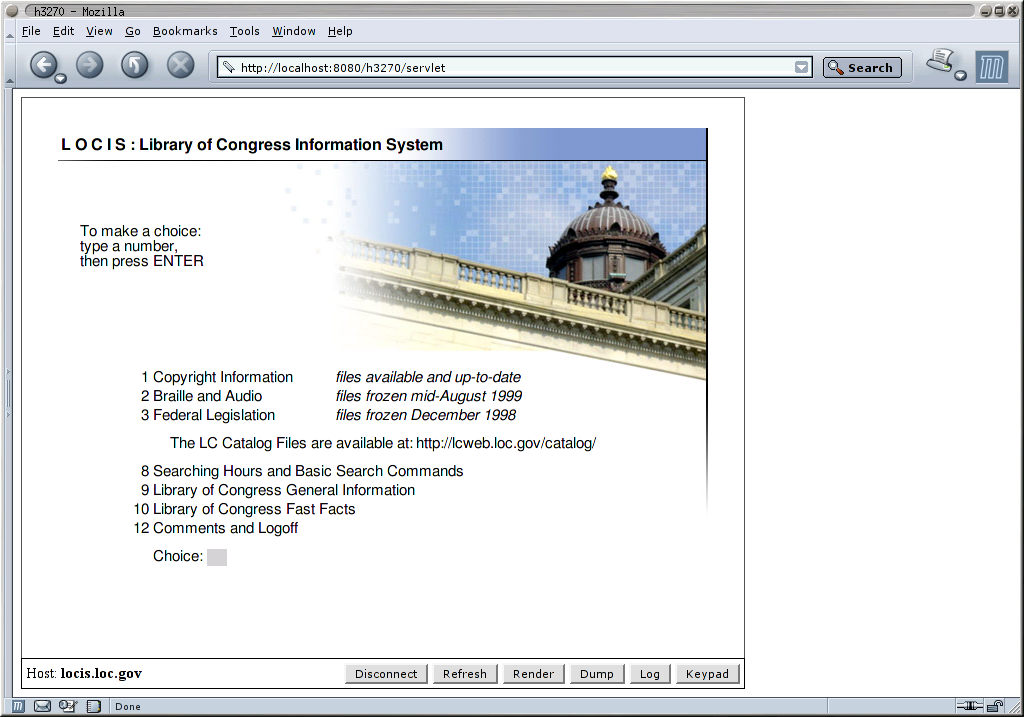 h3270 - Mozilla
File Edit View Go Bookmarks Tools Window Help
http://localhost:8080/h3270/servlet
Search
L O C I S : Library of Congress Information System
To make a choice:
type a number,
then press ENTER
1 Copyright Information files available and up-to-date
2 Braille and Audio files frozen mid-August 1999
3 Federal Legislation files frozen December 1998
The LC Catalog Files are available at: http://lcweb.loc.gov/catalog/
8 Searching Hours and Basic Search Commands
9 Library of Congress General Information
10 Library of Congress Fast Facts
12 Comments and Logoff
Choice:
Host: locis.loc.gov Disconnect Refresh Render Dump Log Keypad
Done